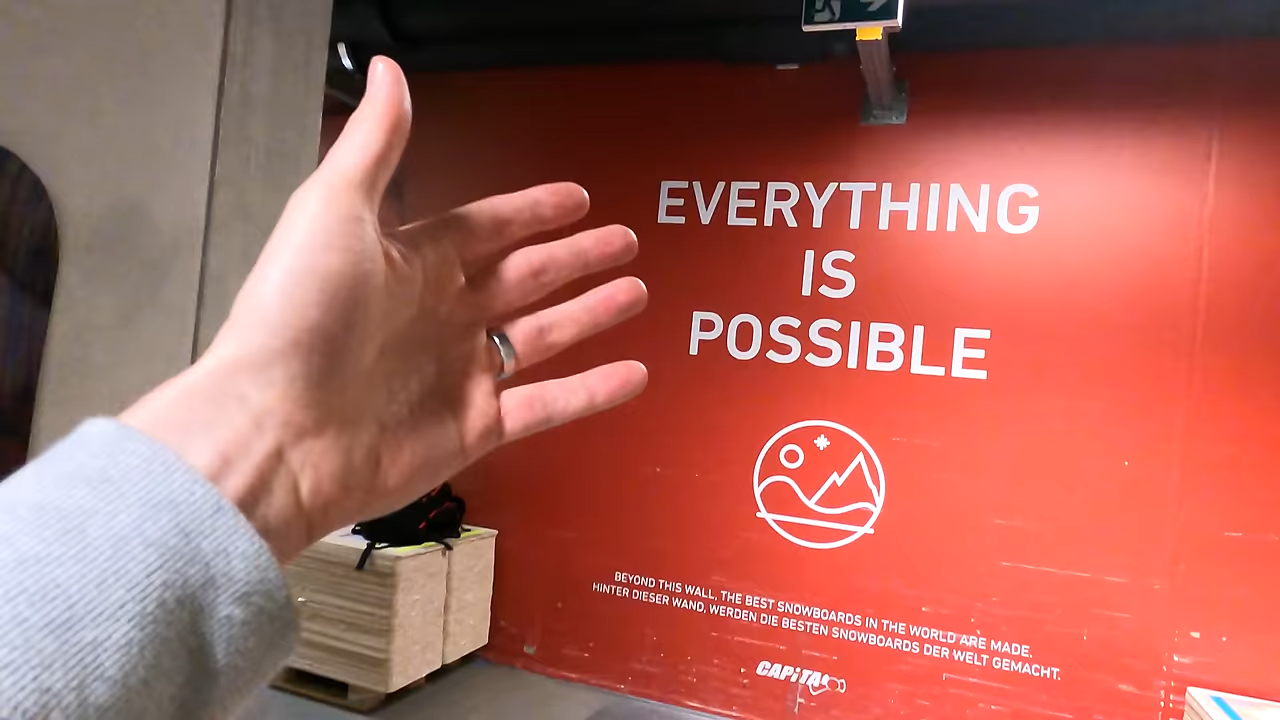 EVERYTHING
IS
POSSIBLE
BEYOND THIS WALL, THE BEST SNOWBOARDS IN THE WORLD ARE MADE.
HINTER DIESER WAND, WERDEN DIE BESTEN SNOWBOARDS DER WELT GEMACHT.
CAPiTA